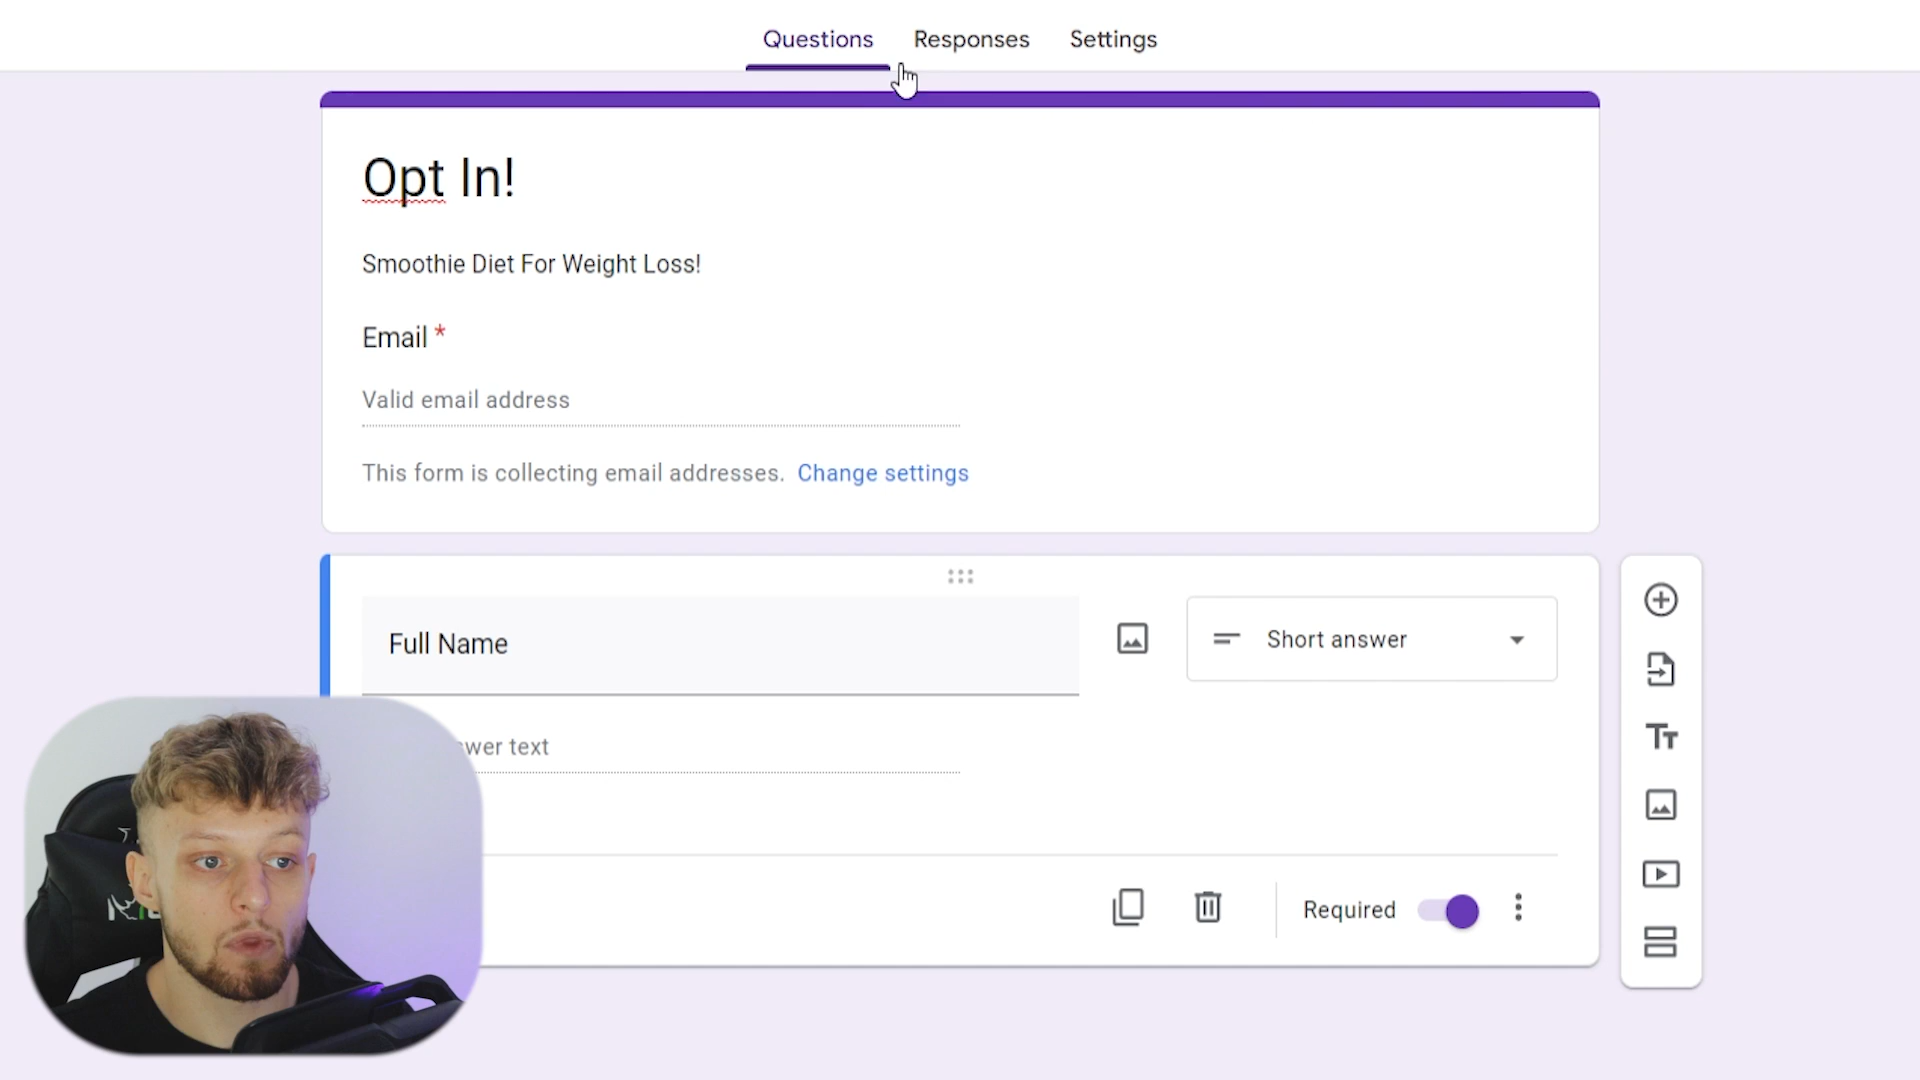 Questions Responses Settings
Opt In!
Smoothie Diet For Weight Loss!
Email *
Valid email address
This form is collecting email addresses. Change settings
Full Name
Short answer
text
Required